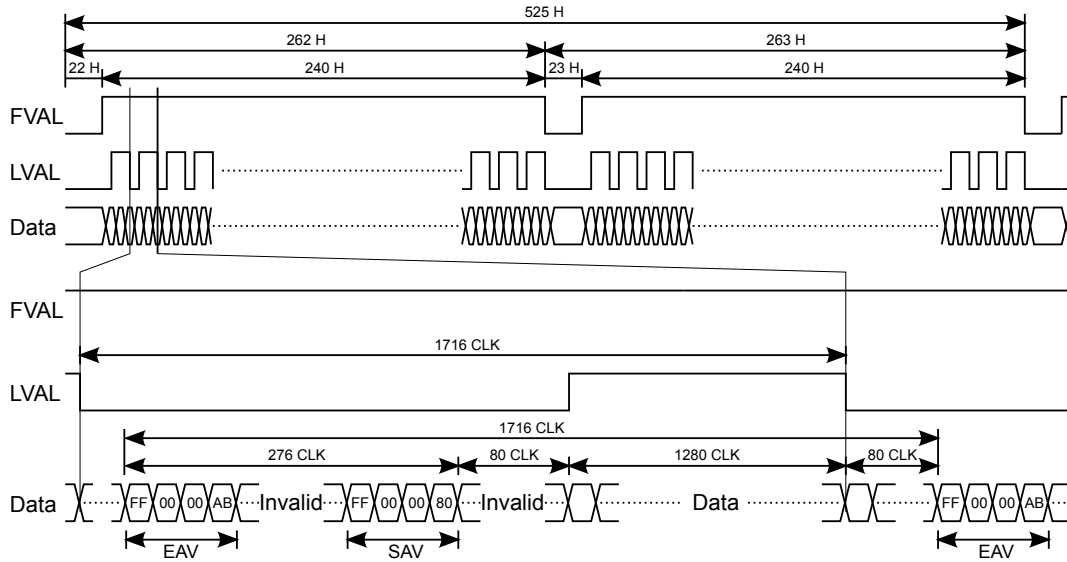 525 H
262 H 263 H
22 H 240 H 23 H 240 H
FVAL
LVAL
Data
FVAL
1716 CLK
LVAL
1716 CLK
276 CLK 80 CLK 1280 CLK 80 CLK
Data FF 00 00 AB Invalid FF 00 00 80 Invalid Data FF 00 00 AB
EAV SAV EAV